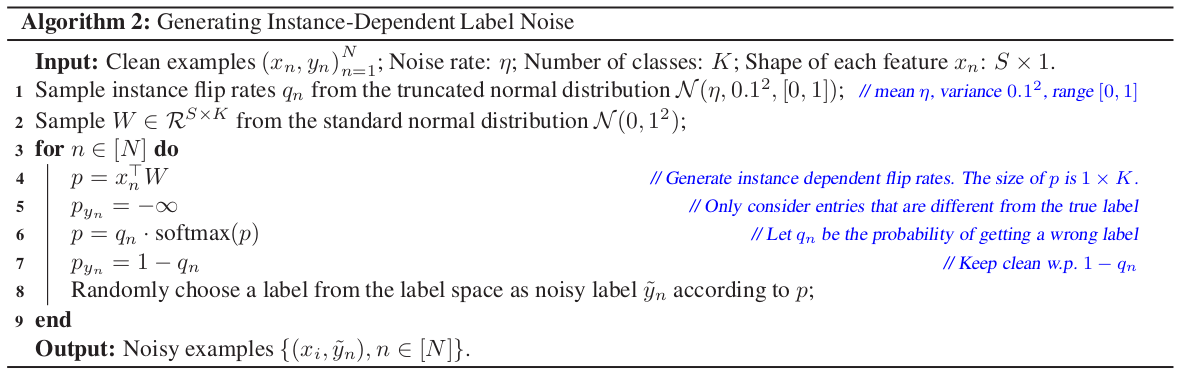 Algorithm 2: Generating Instance-Dependent Label Noise
Input: Clean examples $(x_n, y_n)_{n=1}^{N}$; Noise rate: $\eta$; Number of classes: $K$; Shape of each feature $x_n$: $S \times 1$.
1 Sample instance flip rates $q_n$ from the truncated normal distribution $\mathcal{N}(\eta, 0.1^2, [0, 1])$; // mean $\eta$, variance $0.1^2$, range $[0, 1]$
2 Sample $W \in \mathcal{R}^{S \times K}$ from the standard normal distribution $\mathcal{N}(0, 1^2)$;
3 for $n \in [N]$ do
4 $p = x_n^\top W$ // Generate instance dependent flip rates. The size of $p$ is $1 \times K$.
5 $p_{y_n} = -\infty$ // Only consider entries that are different from the true label
6 $p = q_n \cdot \text{softmax}(p)$ // Let $q_n$ be the probability of getting a wrong label
7 $p_{y_n} = 1 - q_n$ // Keep clean w.p. $1 - q_n$
8 Randomly choose a label from the label space as noisy label $\tilde{y}_n$ according to $p$;
9 end
Output: Noisy examples $\{(x_i, \tilde{y}_n), n \in [N]\}$.